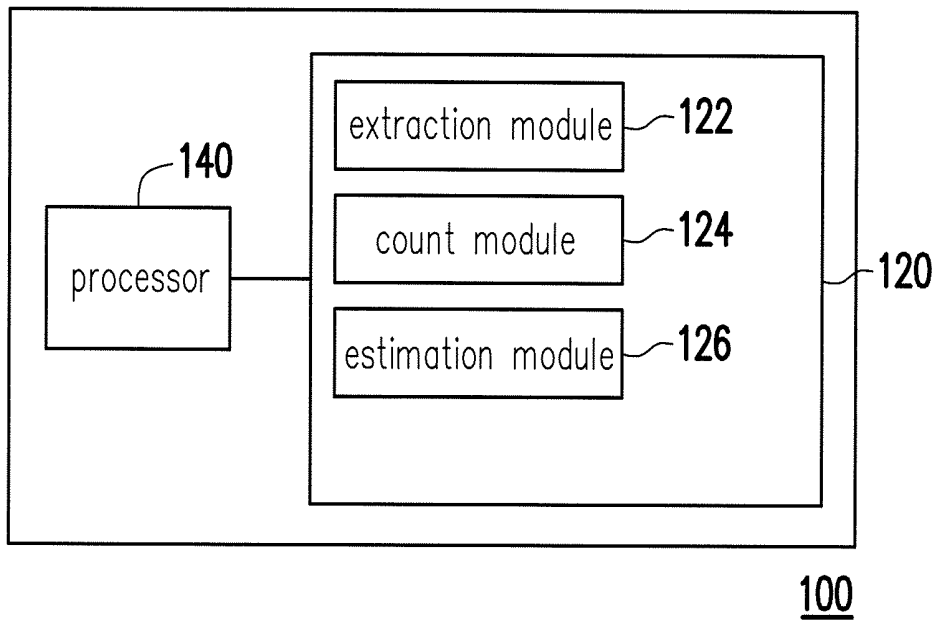 extraction module
122
140
count module
124
processor
120
estimation module
126
100